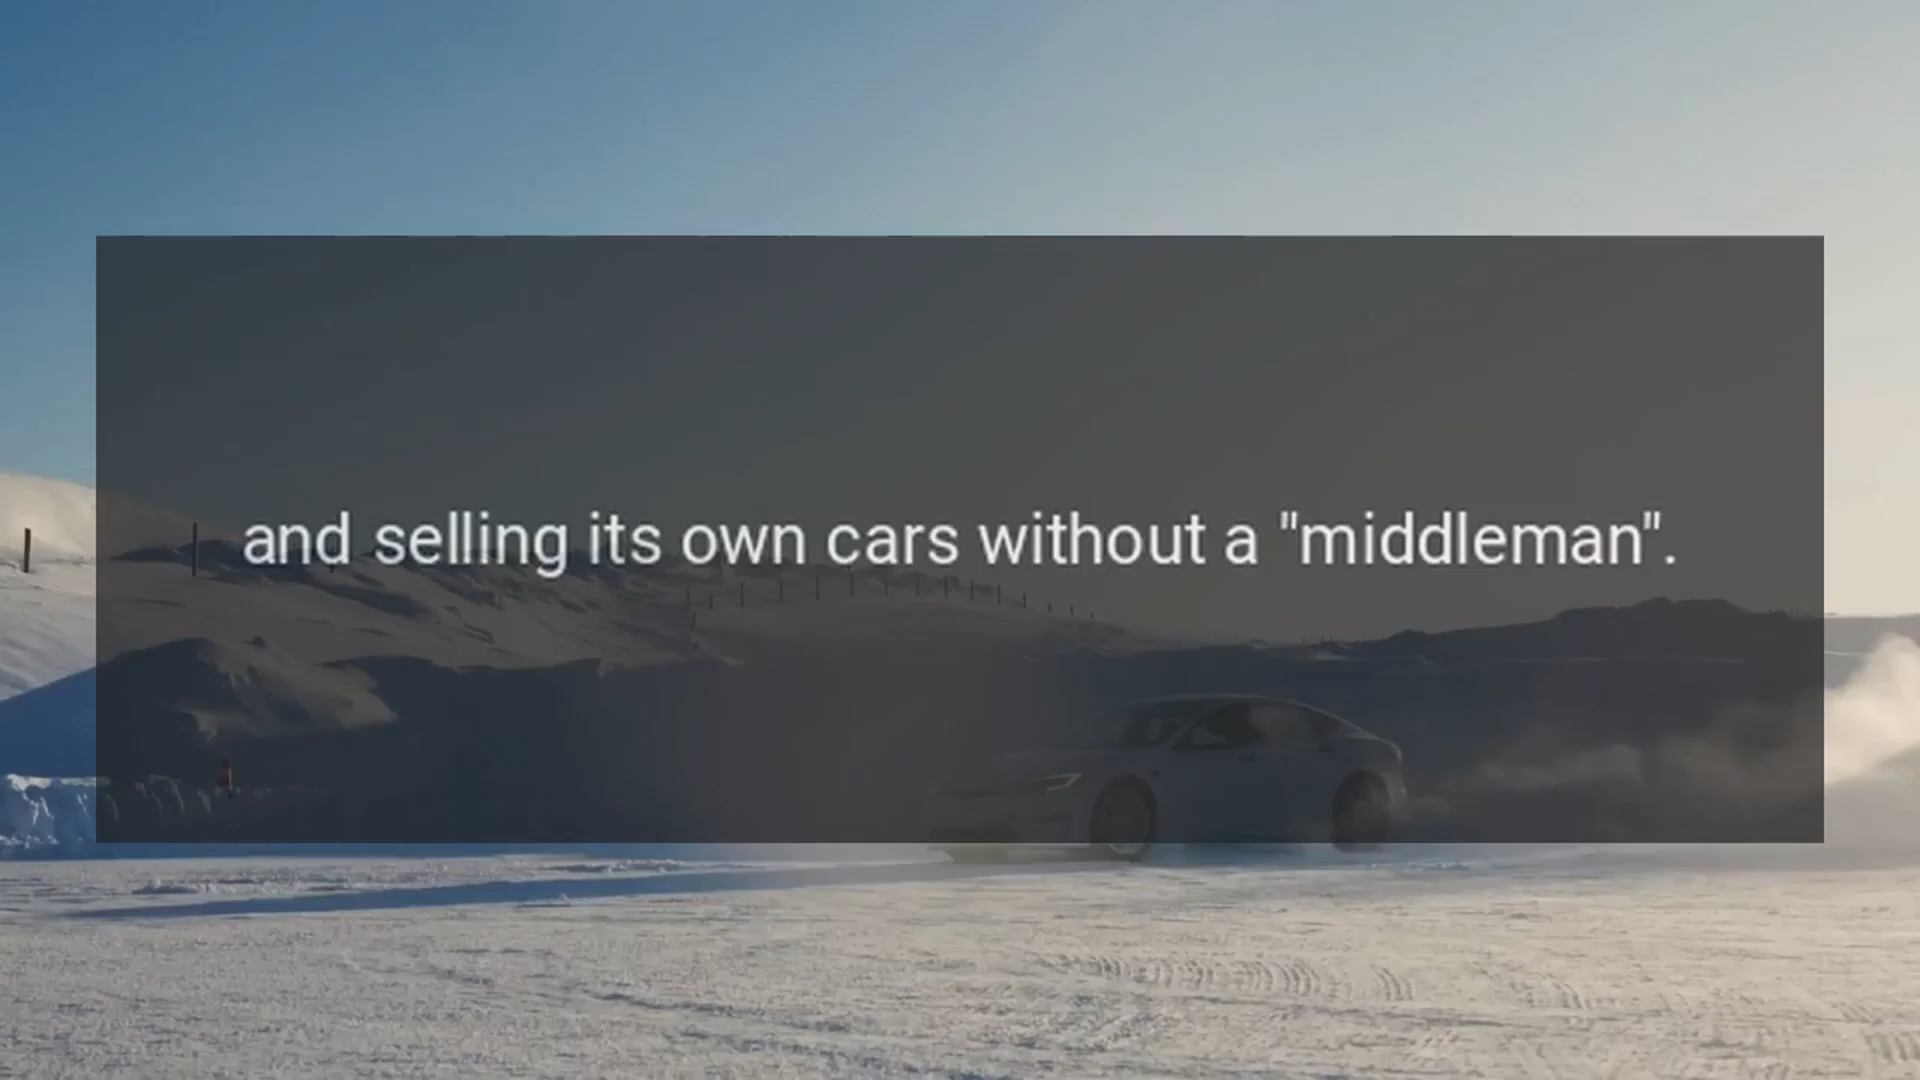 and selling its own cars without a "middleman".